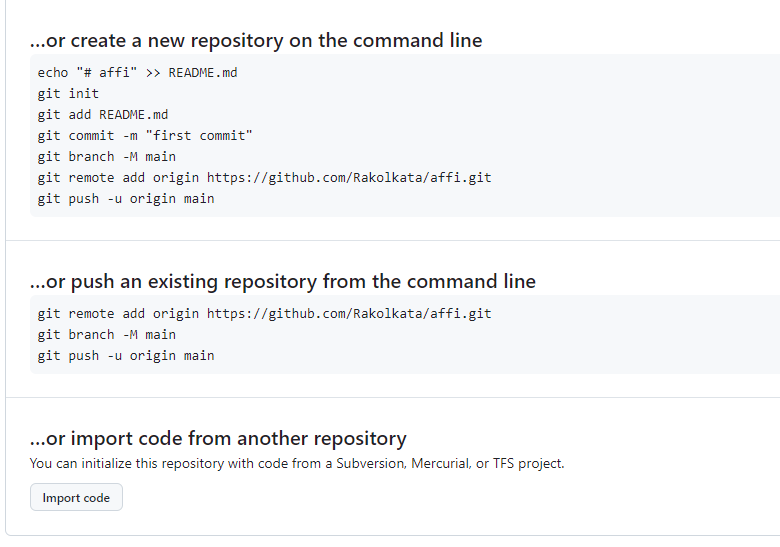 ...or create a new repository on the command line
echo "# affi" >> README.md
git init
git add README.md
git commit -m "first commit"
git branch -M main
git remote add origin https://github.com/Rakolkata/affi.git
git push -u origin main
...or push an existing repository from the command line
git remote add origin https://github.com/Rakolkata/affi.git
git branch -M main
git push -u origin main
...or import code from another repository
You can initialize this repository with code from a Subversion, Mercurial, or TFS project.
Import code